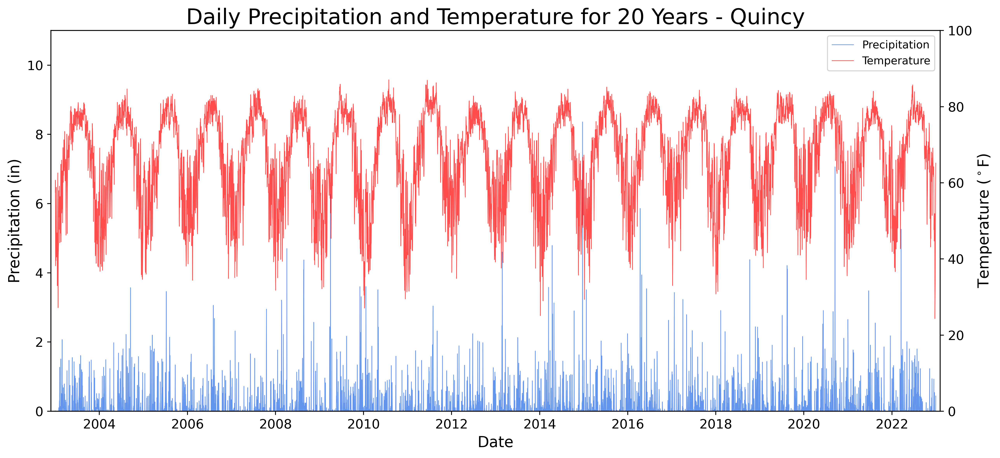 Daily Precipitation and Temperature for 20 Years - Quincy
Precipitation
Temperature
Precipitation (in)
10
8
6
4
2
0
Temperature (°F)
100
80
60
40
20
0
2004 2006 2008 2010 2012 2014 2016 2018 2020 2022
Date